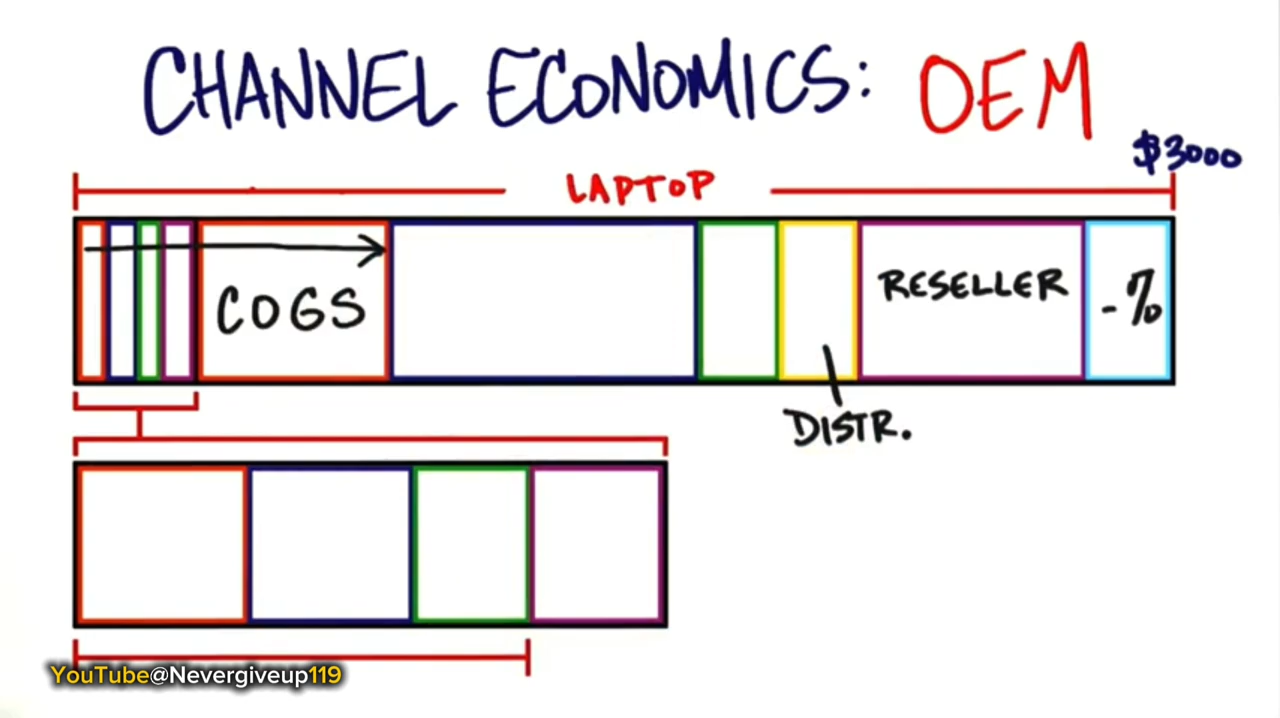 CHANNEL ECONOMICS: OEM
$3000
LAPTOP
COGS
RESELLER
-%
DISTR.
YouTube@Nevergiveup119